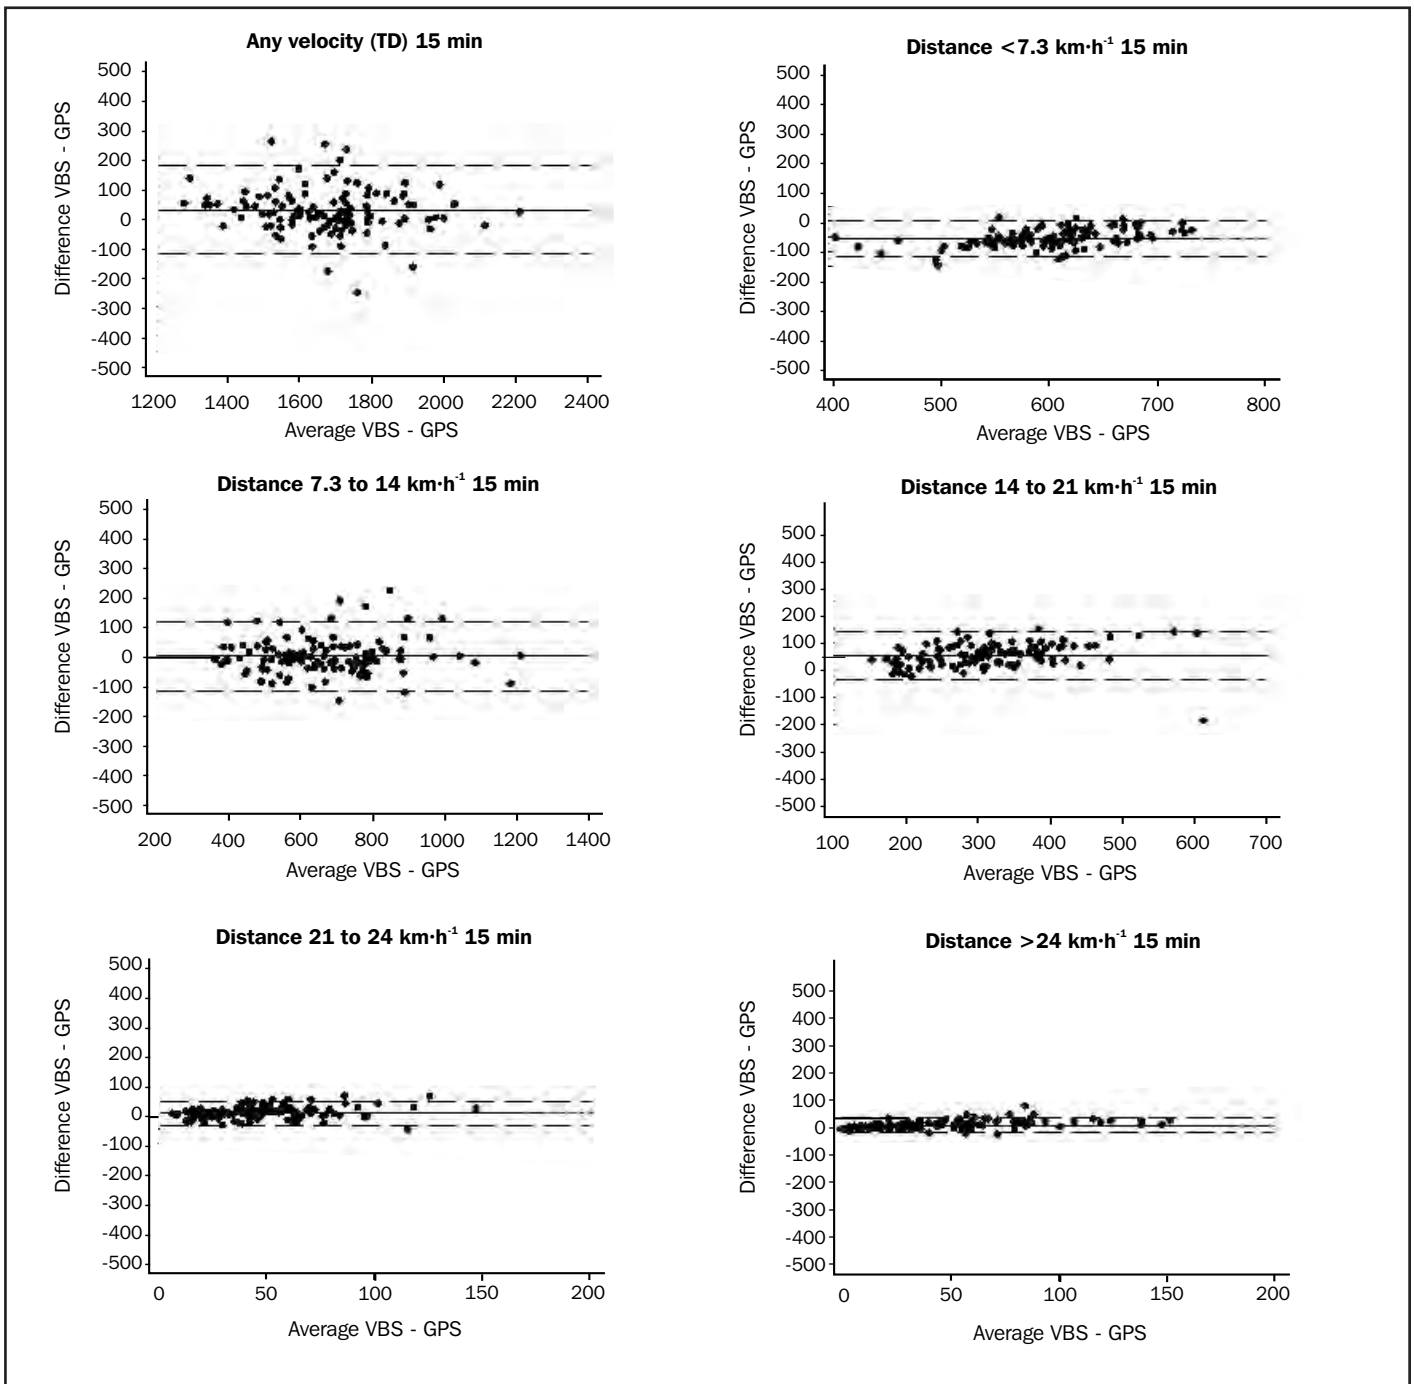 Any velocity (TD) 15 min
Difference VBS - GPS
500
400
300
200
100
0
-100
-200
-300
-400
-500
1200 1400 1600 1800 2000 2200 2400
Average VBS - GPS
Distance <7.3 km·h⁻¹ 15 min
Difference VBS - GPS
500
400
300
200
100
0
-100
-200
-300
-400
-500
400 500 600 700 800
Average VBS - GPS
Distance 7.3 to 14 km·h⁻¹ 15 min
Difference VBS - GPS
500
400
300
200
100
0
-100
-200
-300
-400
-500
200 400 600 800 1000 1200 1400
Average VBS - GPS
Distance 14 to 21 km·h⁻¹ 15 min
Difference VBS - GPS
500
400
300
200
100
0
-100
-200
-300
-400
-500
100 200 300 400 500 600 700
Average VBS - GPS
Distance 21 to 24 km·h⁻¹ 15 min
Difference VBS - GPS
500
400
300
200
100
0
-100
-200
-300
-400
-500
0 50 100 150 200
Average VBS - GPS
Distance >24 km·h⁻¹ 15 min
Difference VBS - GPS
500
400
300
200
100
0
-100
-200
-300
-400
-500
0 50 100 150 200
Average VBS - GPS